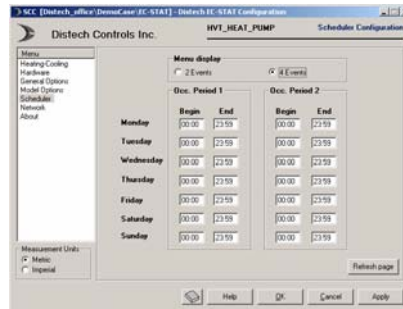 SCC [Distech_office\DemoCase\EC-STAT] - Distech EC-STAT Configuration
Distech Controls Inc.
HVT_HEAT_PUMP
Scheduler Configuration
Menu
Heating-Cooling
Hardware
General Options
Model Options
Scheduler
Network
About
Menu display
2 Events
4 Events
Occ. Period 1
Occ. Period 2
Begin End
Begin End
Monday 00:00 23:59 00:00 23:59
Tuesday 00:00 23:59 00:00 23:59
Wednesday 00:00 23:59 00:00 23:59
Thursday 00:00 23:59 00:00 23:59
Friday 00:00 23:59 00:00 23:59
Saturday 00:00 23:59 00:00 23:59
Sunday 00:00 23:59 00:00 23:59
Measurement Units
Metric
Imperial
Refresh page
Help
OK
Cancel
Apply